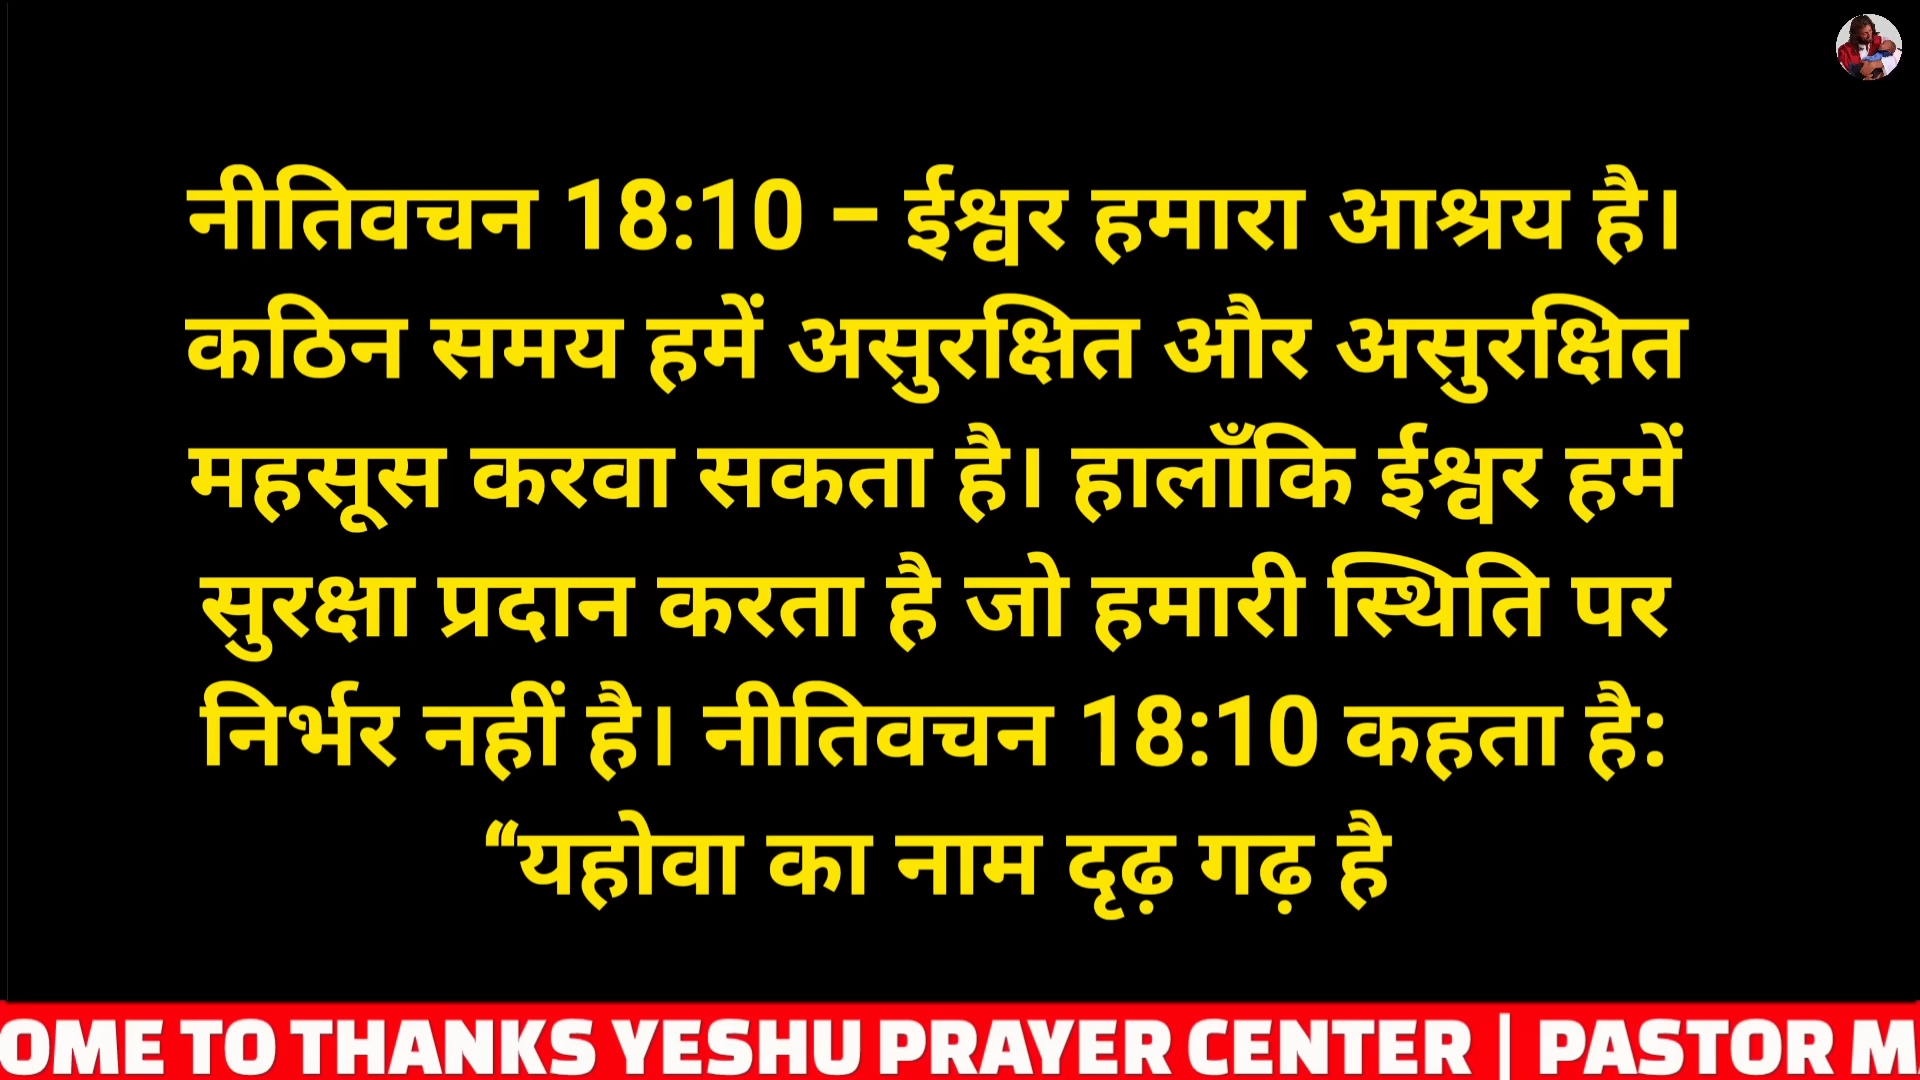 नीतिवचन 18:10 – ईश्वर हमारा आश्रय है।
कठिन समय हमें असुरक्षित और असुरक्षित
महसूस करवा सकता है। हालाँकि ईश्वर हमें
सुरक्षा प्रदान करता है जो हमारी स्थिति पर
निर्भर नहीं है। नीतिवचन 18:10 कहता है:
“यहोवा का नाम दृढ़ गढ़ है
OME TO THANKS YESHU PRAYER CENTER | PASTOR M